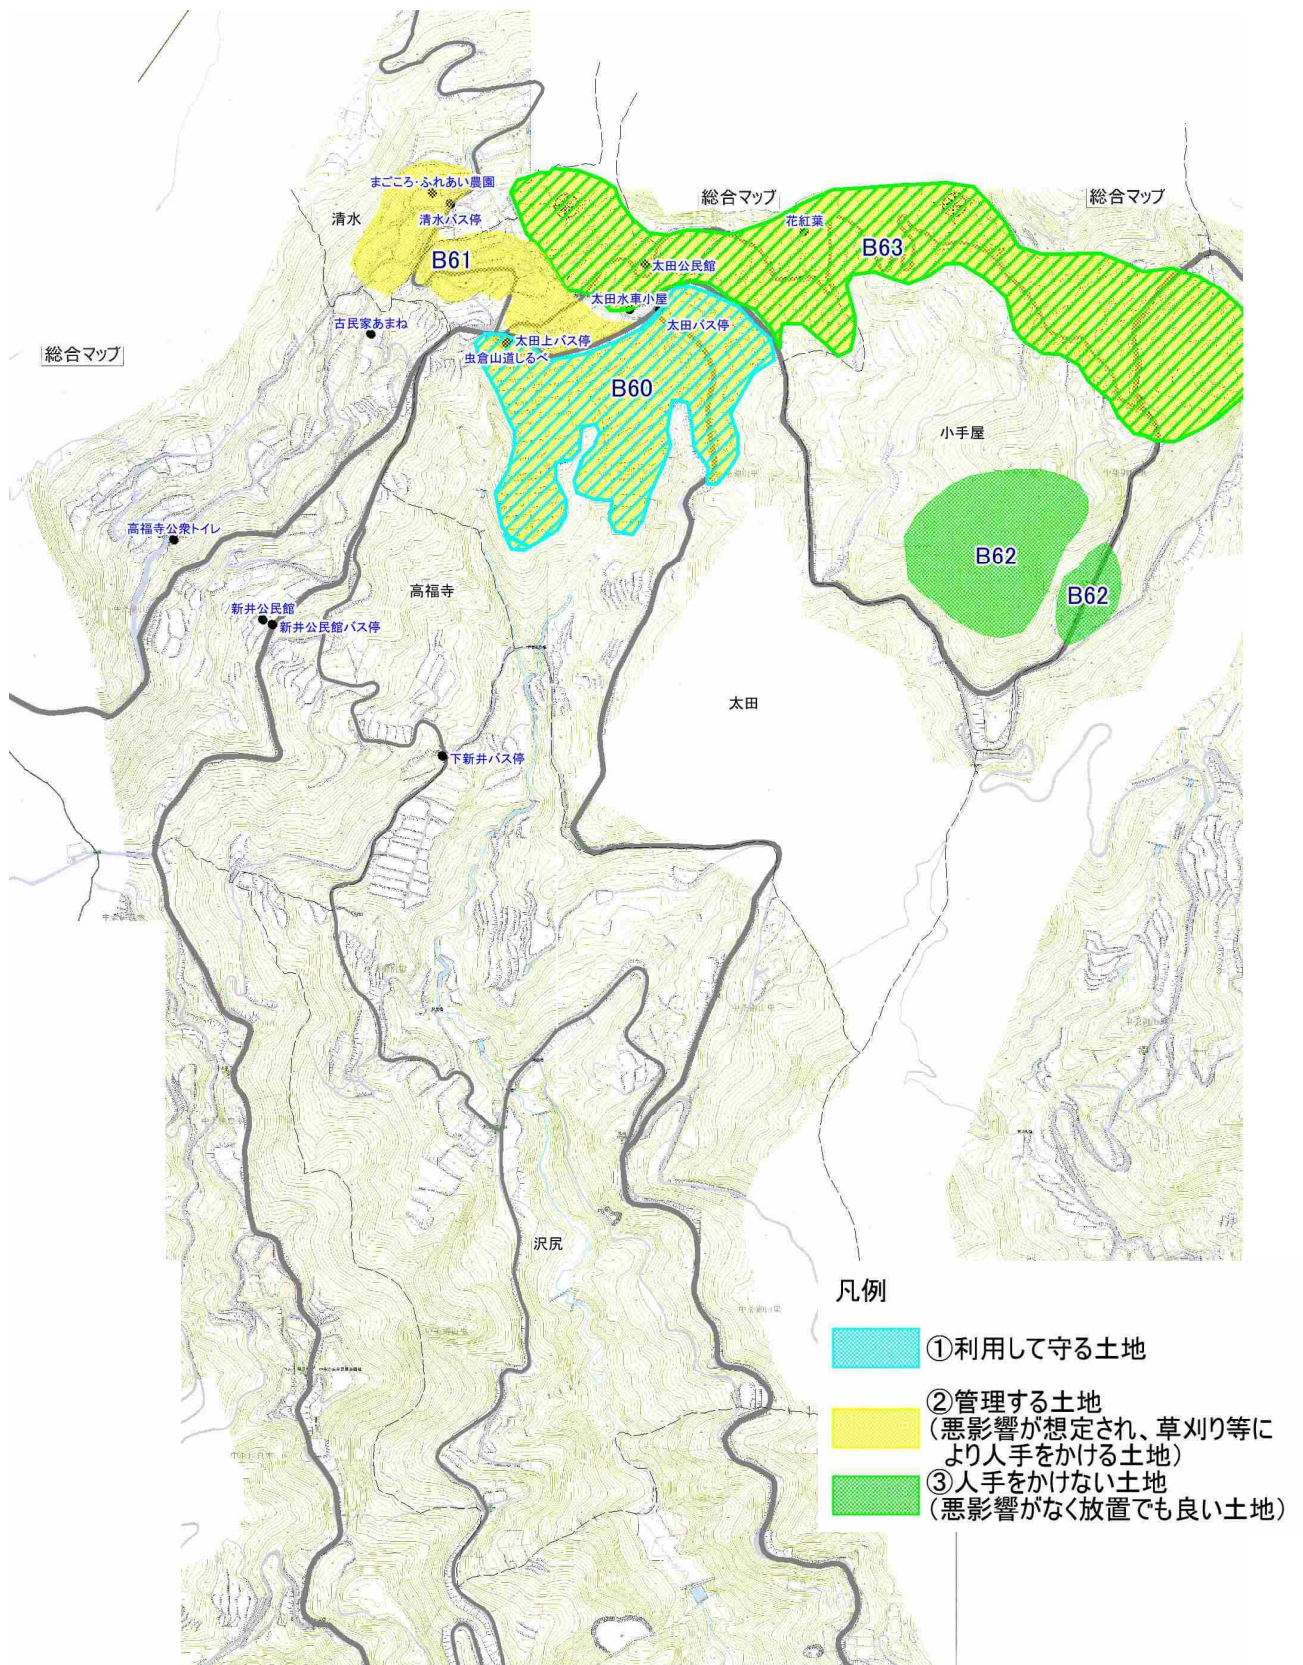 まごころ・ふれあい農園
清水
清水バス停
総合マップ
総合マップ
花紅葉
B63
B61
太田公民館
太田水車小屋
太田バス停
古民家あまね
太田上バス停
虫倉山道しるべ
総合マップ
B60
小手屋
高福寺公衆トイレ
B62
B62
高福寺
新井公民館
新井公民館バス停
太田
下新井バス停
沢尻
凡例
①利用して守る土地
②管理する土地
(悪影響が想定され、草刈り等に
より人手をかける土地)
③人手をかけない土地
(悪影響がなく放置でも良い土地)